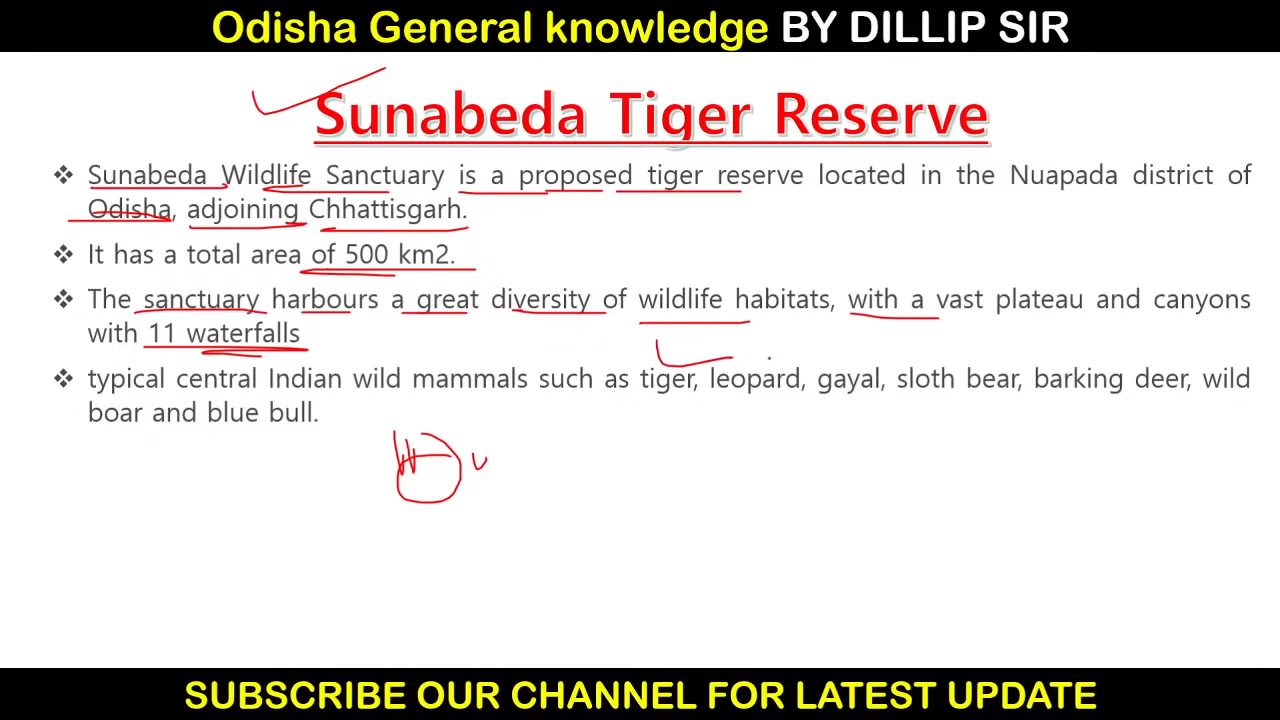 Odisha General knowledge BY DILLIP SIR
Sunabeda Tiger Reserve
❖ Sunabeda Wildlife Sanctuary is a proposed tiger reserve located in the Nuapada district of
Odisha, adjoining Chhattisgarh.
❖ It has a total area of 500 km2.
❖ The sanctuary harbours a great diversity of wildlife habitats, with a vast plateau and canyons
with 11 waterfalls
❖ typical central Indian wild mammals such as tiger, leopard, gayal, sloth bear, barking deer, wild
boar and blue bull.
SUBSCRIBE OUR CHANNEL FOR LATEST UPDATE